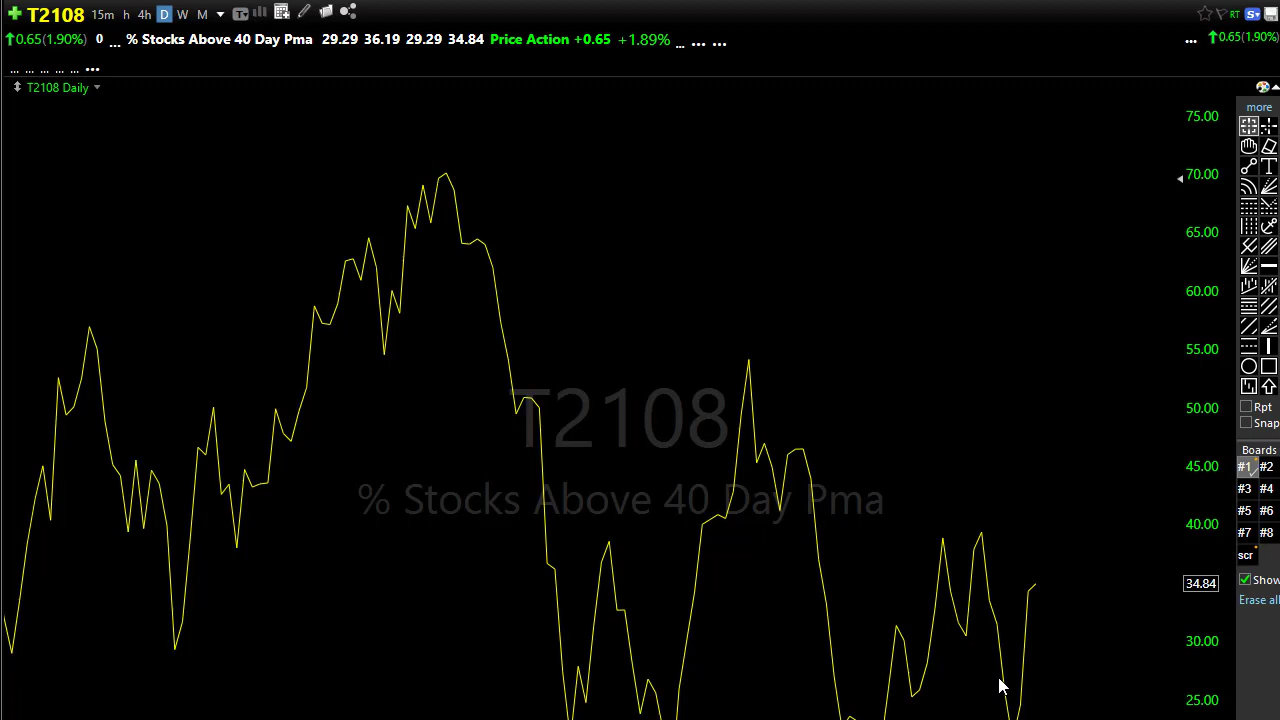 T2108 15m h 4h D W M T RT S
0.65(1.90%) 0 ... % Stocks Above 40 Day Pma 29.29 36.19 29.29 34.84 Price Action +0.65 +1.89% ... ... ... ... 0.65(1.90%)
... ... ... ... ... ...
T2108 Daily
more
75.00
70.00
65.00
60.00
55.00
50.00
45.00
40.00
34.84
30.00
25.00
T2108
% Stocks Above 40 Day Pma
T
Rpt
Snap
Boards
#1 #2
#3 #4
#5 #6
#7 #8
scr
Show
Erase all